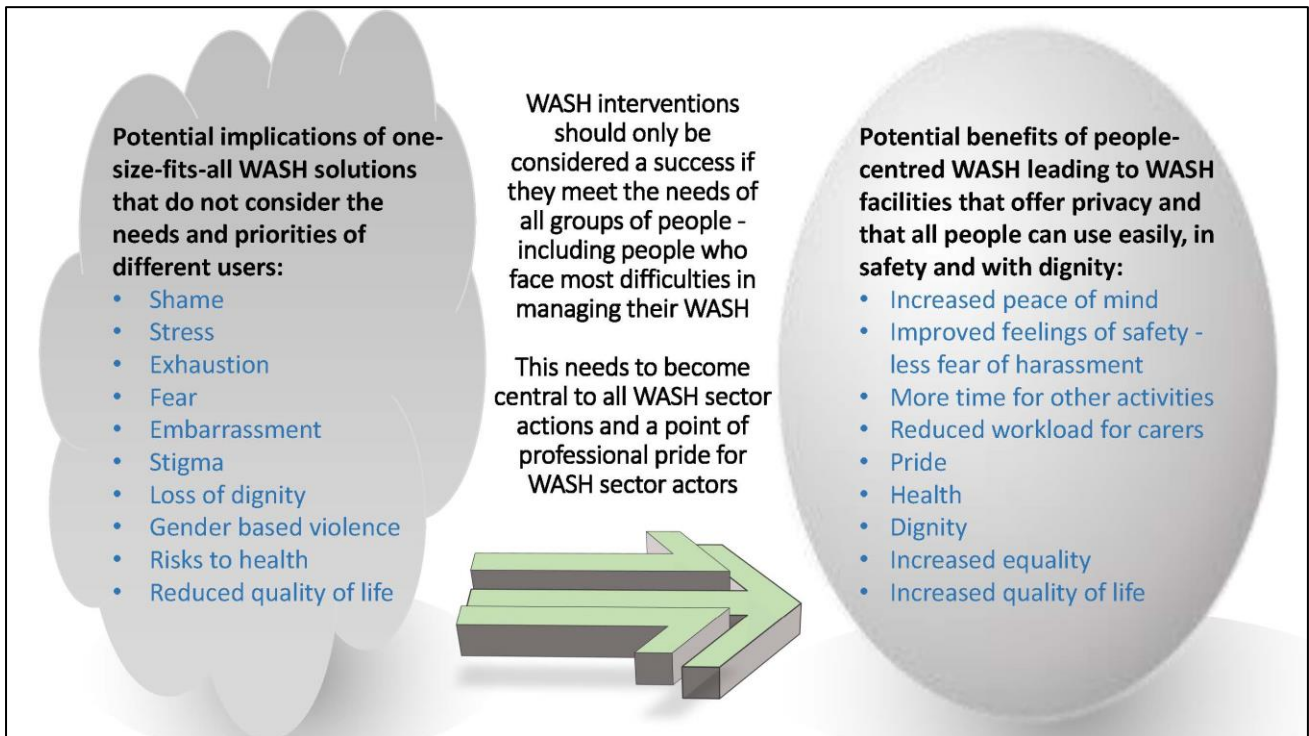 Potential implications of one-
size-fits-all WASH solutions
that do not consider the
needs and priorities of
different users:
• Shame
• Stress
• Exhaustion
• Fear
• Embarrassment
• Stigma
• Loss of dignity
• Gender based violence
• Risks to health
• Reduced quality of life
WASH interventions
should only be
considered a success if
they meet the needs of
all groups of people -
including people who
face most difficulties in
managing their WASH
This needs to become
central to all WASH sector
actions and a point of
professional pride for
WASH sector actors
Potential benefits of people-
centred WASH leading to WASH
facilities that offer privacy and
that all people can use easily, in
safety and with dignity:
• Increased peace of mind
• Improved feelings of safety -
less fear of harassment
• More time for other activities
• Reduced workload for carers
• Pride
• Health
• Dignity
• Increased equality
• Increased quality of life